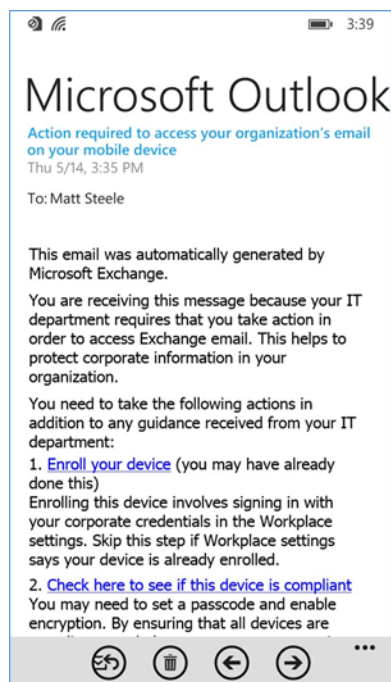 3:39
Microsoft Outlook
Action required to access your organization's email
on your mobile device
Thu 5/14, 3:35 PM
To: Matt Steele
This email was automatically generated by
Microsoft Exchange.
You are receiving this message because your IT
department requires that you take action in
order to access Exchange email. This helps to
protect corporate information in your
organization.
You need to take the following actions in
addition to any guidance received from your IT
department:
1. Enroll your device (you may have already
done this)
Enrolling this device involves signing in with
your corporate credentials in the Workplace
settings. Skip this step if Workplace settings
says your device is already enrolled.
2. Check here to see if this device is compliant
You may need to set a passcode and enable
encryption. By ensuring that all devices are